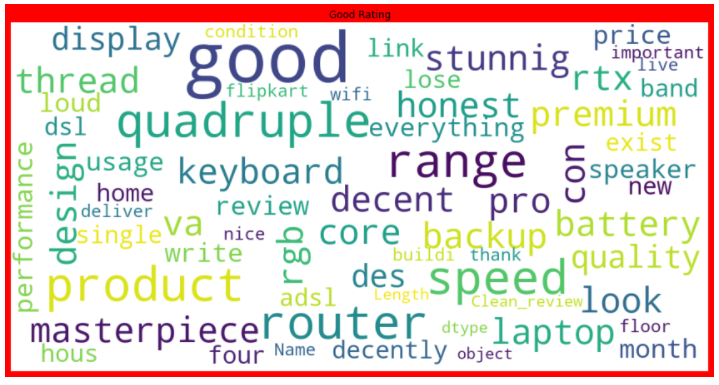 Good Rating
condition
display
good
link
stunnig
price
important
live
thread
flipkart
wifi
lose
rtx
band
loud
honest
premium
dsl
quadruple
everything
exist
design
usage
keyboard
range
con
speaker
performance
home
decent
pro
new
deliver
review
va
core
backup
battery
single
nice
write
rgb
buildi
thank
quality
product
des
speed
adsl
Length
Clean_review
look
masterpiece
router
dtype
laptop
floor
hous
four
Name
decently
object
month